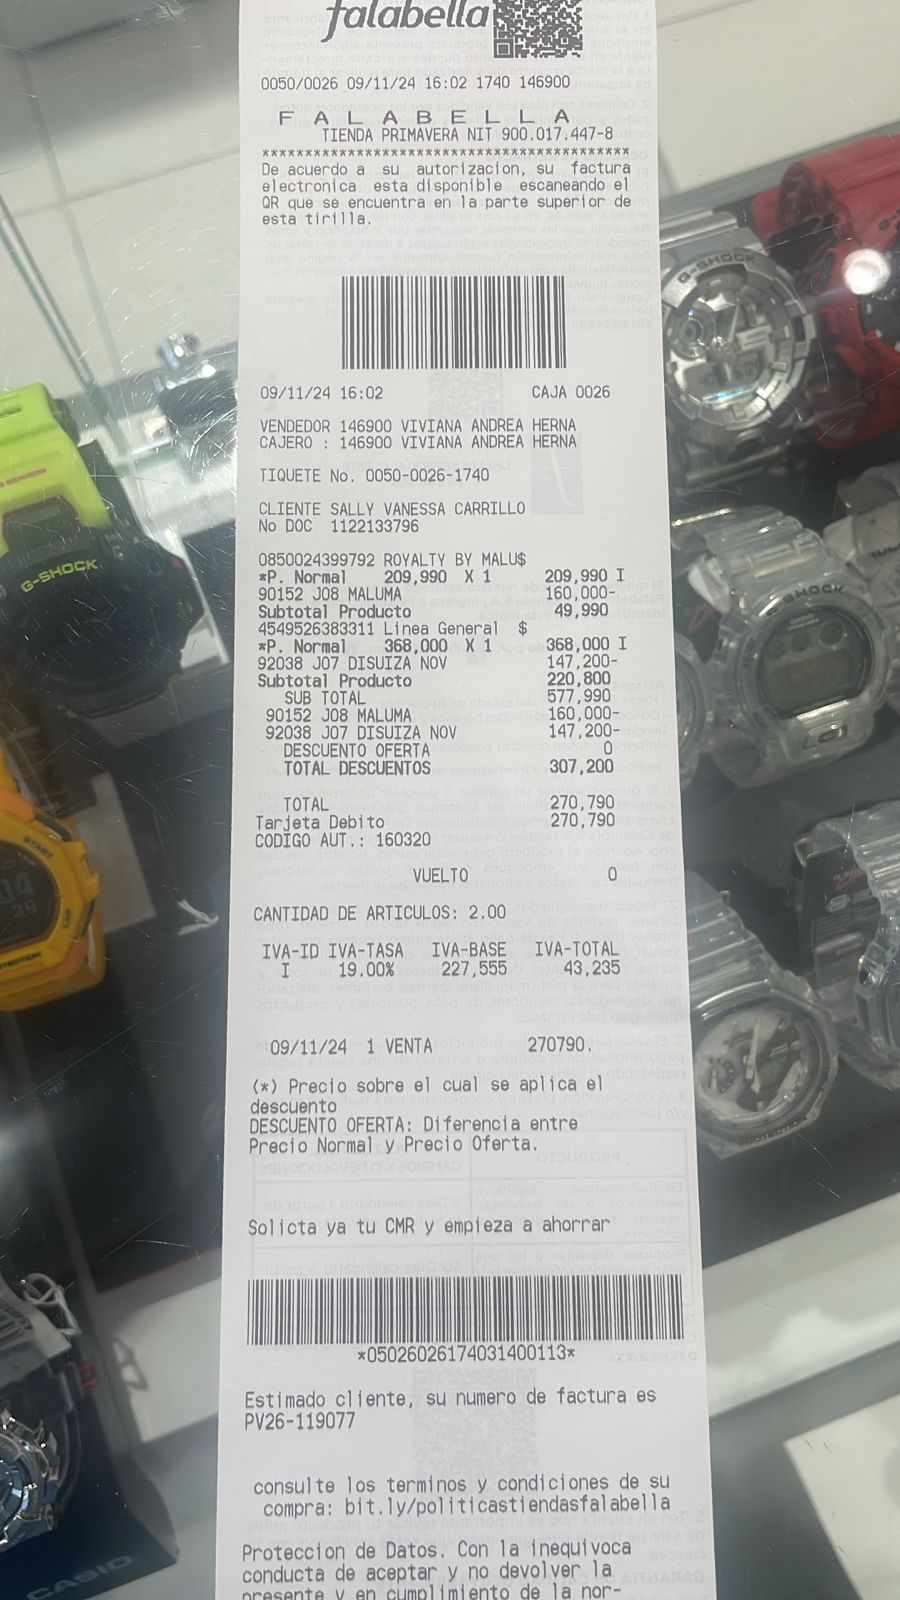 falabella
0050/0026 09/11/24 16:02 1740 146900
F A L A B E L L A
TIENDA PRIMAVERA NIT 900.017.447-8
******************************************
De acuerdo a su autorizacion, su factura
electronica esta disponible escaneando el
QR que se encuentra en la parte superior de
esta tirilla.
09/11/24 16:02 CAJA 0026
VENDEDOR 146900 VIVIANA ANDREA HERNA
CAJERO : 146900 VIVIANA ANDREA HERNA
TIQUETE No. 0050-0026-1740
CLIENTE SALLY VANESSA CARRILLO
No DOC 1122133796
0850024399792 ROYALTY BY MALU$
*P. Normal 209,990 X 1 209,990 I
90152 J08 MALUMA 160,000-
Subtotal Producto 49,990
4549526383311 Linea General $
*P. Normal 368,000 X 1 368,000 I
92038 J07 DISUIZA NOV 147,200-
Subtotal Producto 220,800
SUB TOTAL 577,990
90152 J08 MALUMA 160,000-
92038 J07 DISUIZA NOV 147,200-
DESCUENTO OFERTA 0
TOTAL DESCUENTOS 307,200
TOTAL 270,790
Tarjeta Debito 270,790
CODIGO AUT.: 160320
VUELTO 0
CANTIDAD DE ARTICULOS: 2.00
IVA-ID IVA-TASA IVA-BASE IVA-TOTAL
I 19.00% 227,555 43,235
09/11/24 1 VENTA 270790.
(*) Precio sobre el cual se aplica el
descuento
DESCUENTO OFERTA: Diferencia entre
Precio Normal y Precio Oferta.
Solicta ya tu CMR y empieza a ahorrar
*05026026174031400113*
Estimado cliente, su numero de factura es
PV26-119077
consulte los terminos y condiciones de su
compra: bit.ly/politicastiendasfalabella
Proteccion de Datos. Con la inequivoca
conducta de aceptar y no devolver la
presente y en cumplimiento de la nor-
G-SHOCK
G-SHOCK
G-SHOCK
CASIO
START
CASIO